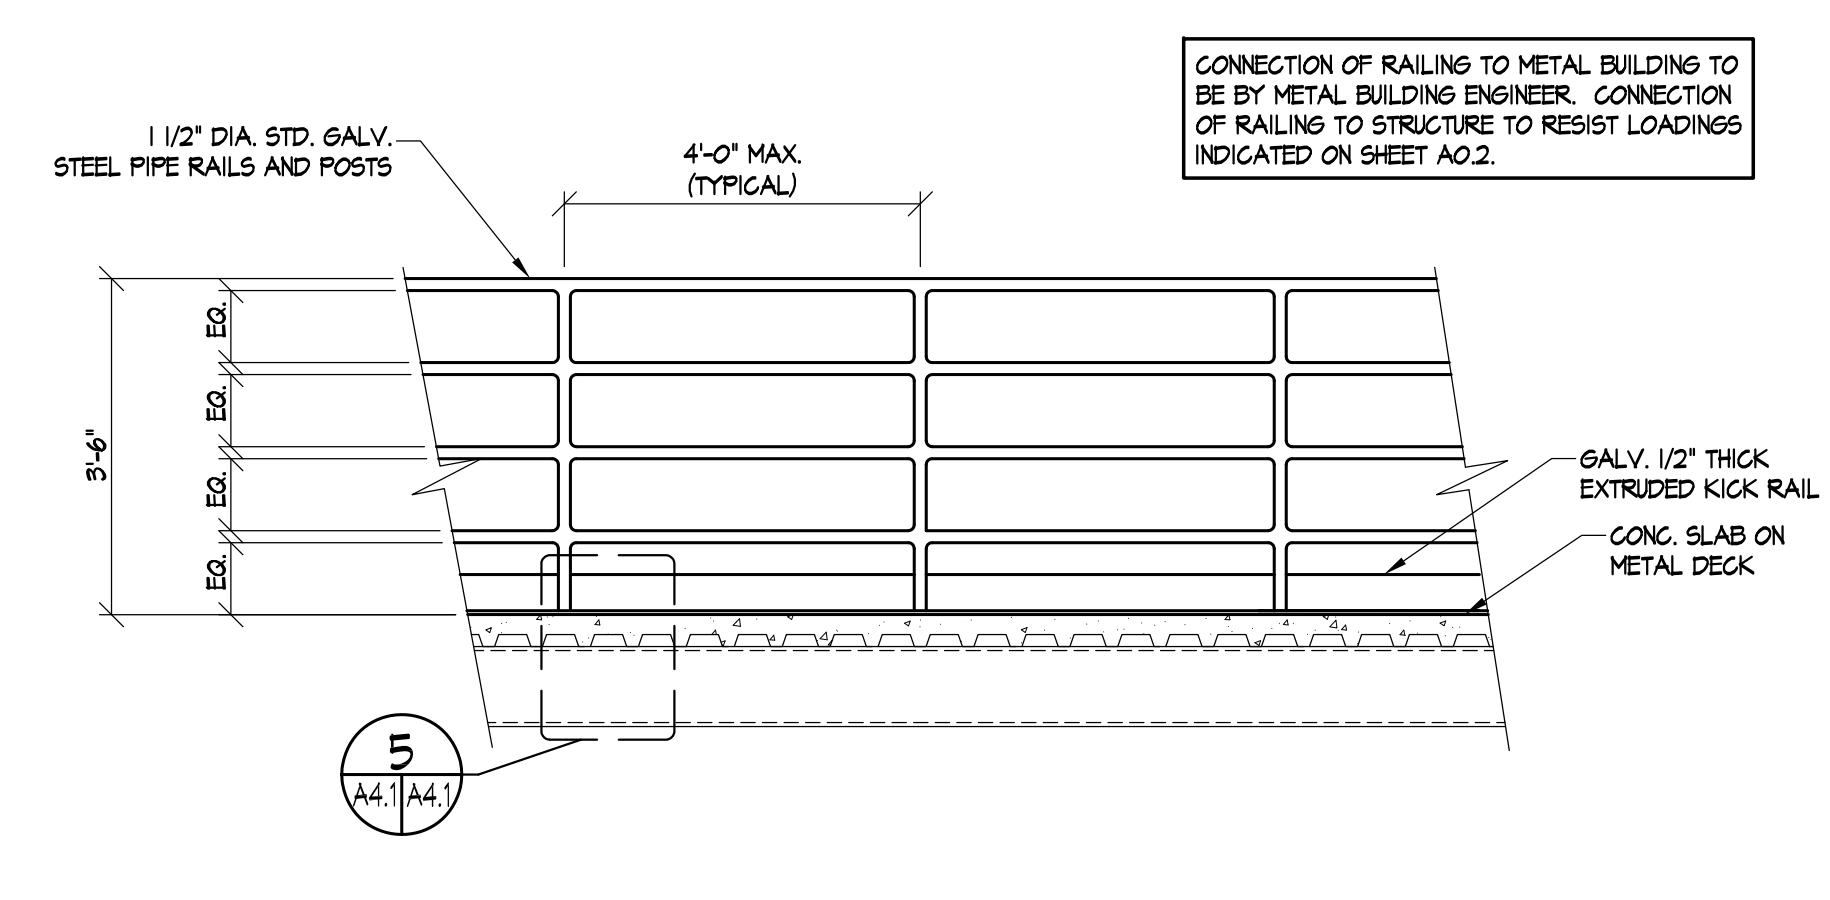 CONNECTION OF RAILING TO METAL BUILDING TO
BE BY METAL BUILDING ENGINEER. CONNECTION
OF RAILING TO STRUCTURE TO RESIST LOADINGS
INDICATED ON SHEET A0.2.
1 1/2" DIA. STD. GALV.
STEEL PIPE RAILS AND POSTS
4'-0" MAX.
(TYPICAL)
3'-6"
EQ.
EQ.
EQ.
EQ.
GALV. 1/2" THICK
EXTRUDED KICK RAIL
CONC. SLAB ON
METAL DECK
5
A4.1 A4.1